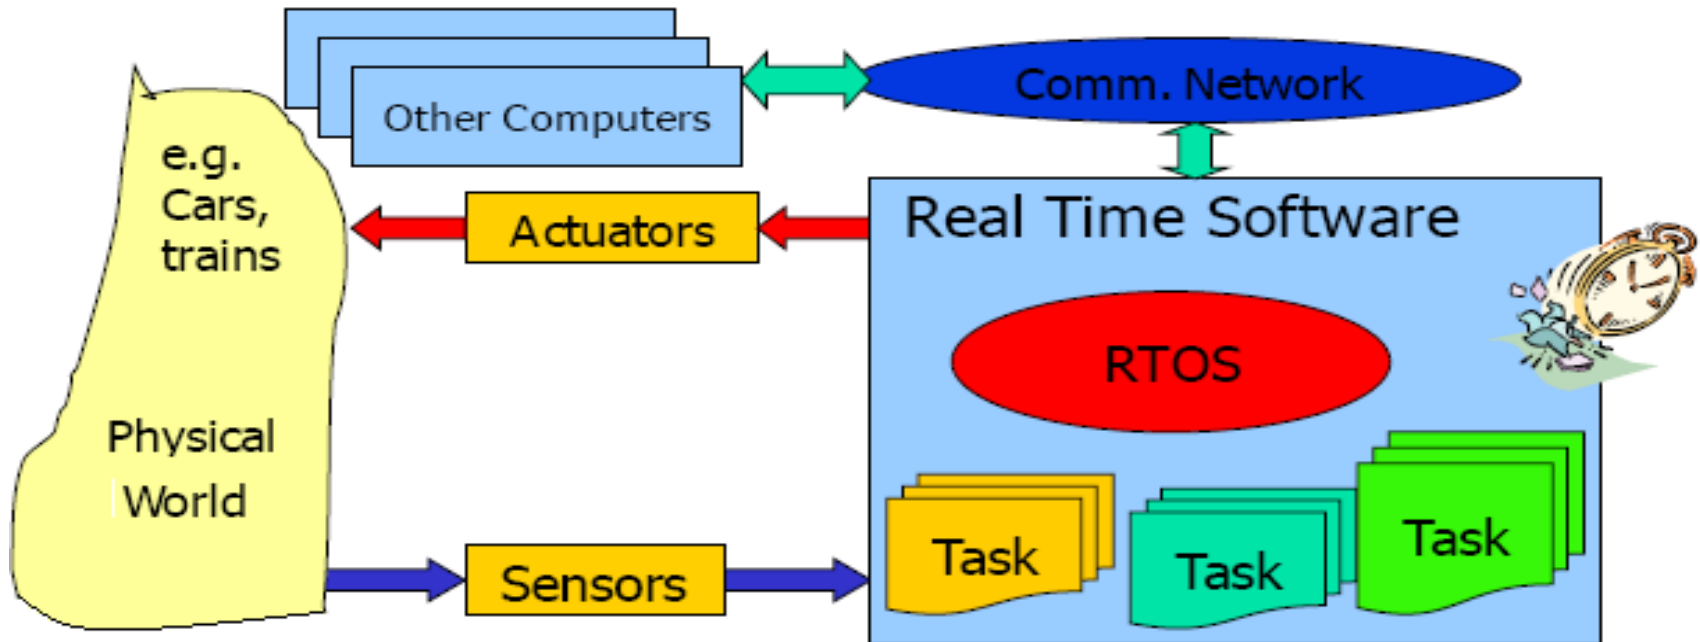 Other Computers
Comm. Network
e.g.
Cars,
trains
Actuators
Real Time Software
RTOS
Physical
World
Sensors
Task
Task
Task